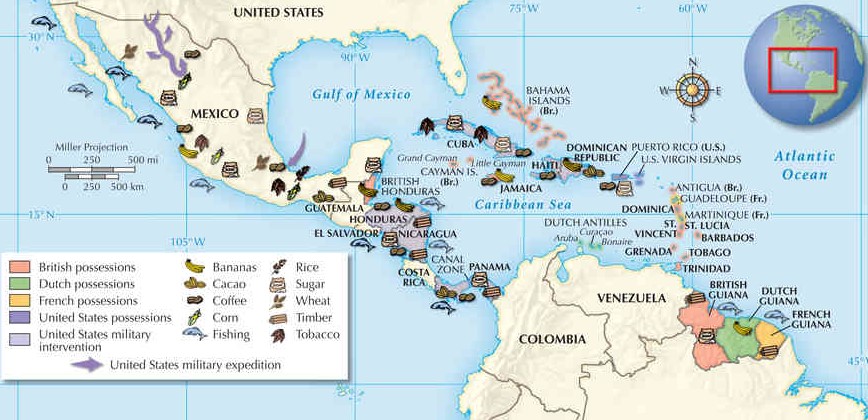 UNITED STATES
75° W
60° W
30° N
90° W
N
W
E
S
Gulf of Mexico
BAHAMA
ISLANDS
(Br.)
MEXICO
Miller Projection
0 250 500 mi
0 250 500 km
CUBA
Grand Cayman
Little Cayman
CAYMAN IS.
(Br.)
HAITI
DOMINICAN
REPUBLIC
PUERTO RICO (U.S.)
U.S. VIRGIN ISLANDS
Atlantic
Ocean
JAMAICA
Caribbean Sea
BRITISH
HONDURAS
ANTIGUA (Br.)
GUADELOUPE (Fr.)
DOMINICA
MARTINIQUE (Fr.)
ST. LUCIA
ST.
VINCENT
BARBADOS
GRENADA
TOBAGO
TRINIDAD
15° N
GUATEMALA
HONDURAS
EL SALVADOR
NICARAGUA
DUTCH ANTILLES
Curaçao
Aruba
Bonaire
105° W
COSTA
RICA
CANAL
ZONE
PANAMA
VENEZUELA
COLOMBIA
BRITISH
GUIANA
DUTCH
GUIANA
FRENCH
GUIANA
45° W
British possessions
Dutch possessions
French possessions
United States possessions
United States military
intervention
Bananas
Cacao
Coffee
Corn
Fishing
Rice
Sugar
Wheat
Timber
Tobacco
United States military expedition